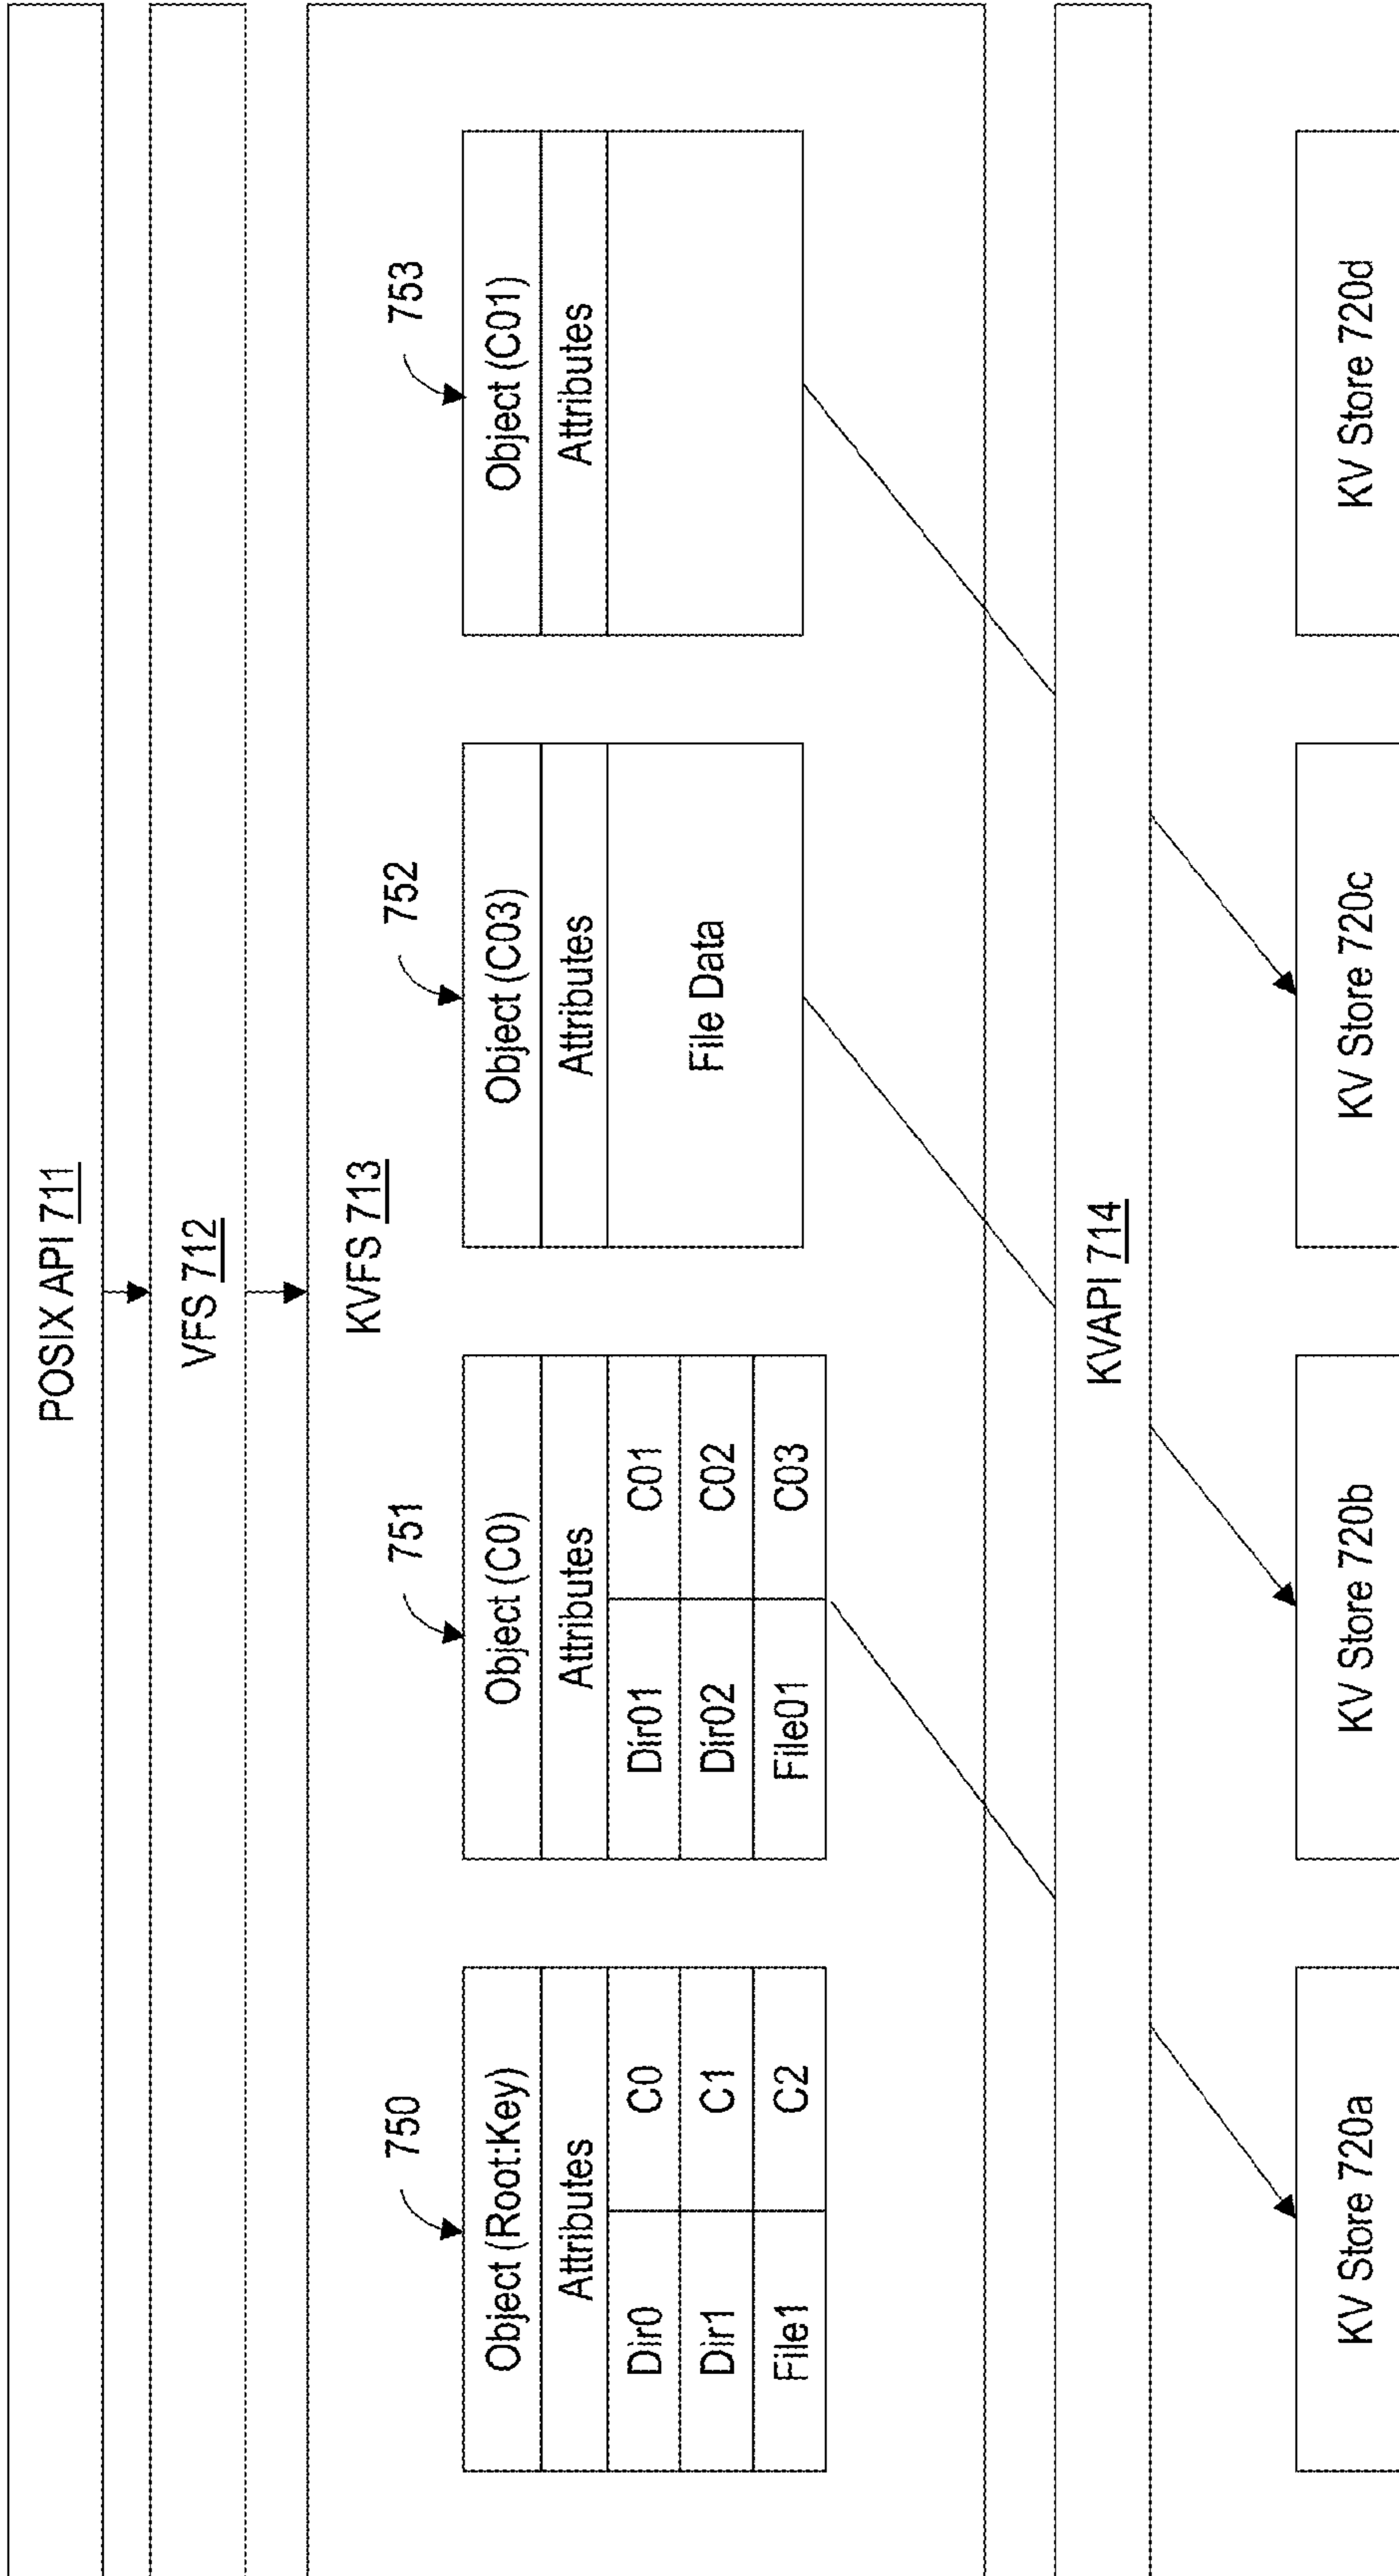 POSIX API 711
VFS 712
KVFS 713
750
751
752
753
Object (Root:Key)
Attributes
Dir0 C0
Dir1 C1
File1 C2
Object (C0)
Attributes
Dir01 C01
Dir02 C02
File01 C03
Object (C03)
Attributes
File Data
Object (C01)
Attributes
KVAPI 714
KV Store 720a
KV Store 720b
KV Store 720c
KV Store 720d